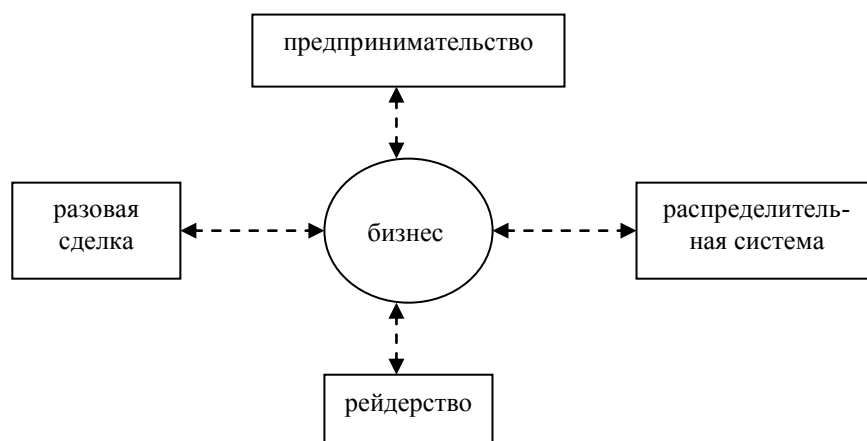 предпринимательство
разовая
сделка
бизнес
распределитель-
ная система
рейдерство